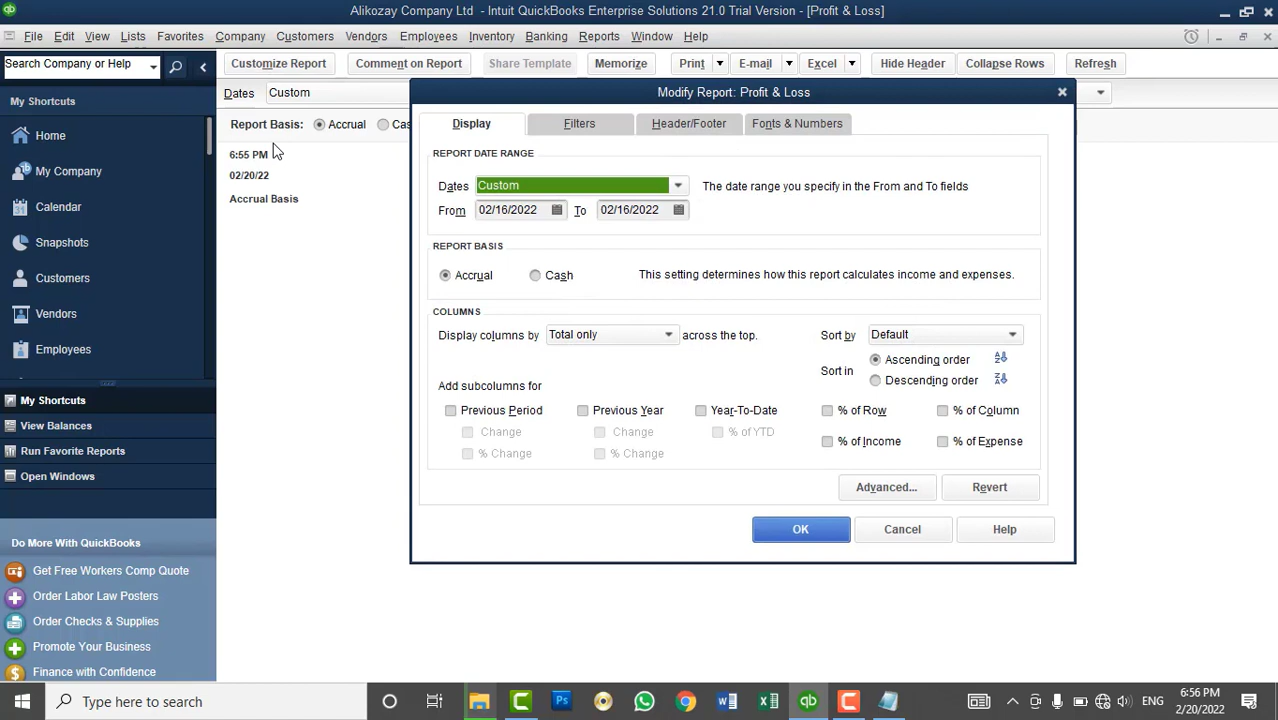 Alikozay Company Ltd - Intuit QuickBooks Enterprise Solutions 21.0 Trial Version - [Profit & Loss]
File Edit View Lists Favorites Company Customers Vendors Employees Inventory Banking Reports Window Help
Search Company or Help
Customize Report Comment on Report Share Template Memorize Print E-mail Excel Hide Header Collapse Rows Refresh
My Shortcuts
Dates Custom
Report Basis: Accrual Cas
6:55 PM
02/20/22
Accrual Basis
Home
My Company
Calendar
Snapshots
Customers
Vendors
Employees
My Shortcuts
View Balances
Run Favorite Reports
Open Windows
Do More With QuickBooks
Get Free Workers Comp Quote
Order Labor Law Posters
Order Checks & Supplies
Promote Your Business
Finance with Confidence
Modify Report: Profit & Loss
Display Filters Header/Footer Fonts & Numbers
REPORT DATE RANGE
Dates Custom The date range you specify in the From and To fields
From 02/16/2022 To 02/16/2022
REPORT BASIS
Accrual Cash This setting determines how this report calculates income and expenses.
COLUMNS
Display columns by Total only across the top. Sort by Default
Sort in Ascending order
Descending order
Add subcolumns for
Previous Period Previous Year Year-To-Date % of Row % of Column
Change Change % of YTD % of Income % of Expense
% Change % Change
Advanced... Revert
OK Cancel Help
Type here to search
ENG
6:56 PM
2/20/2022